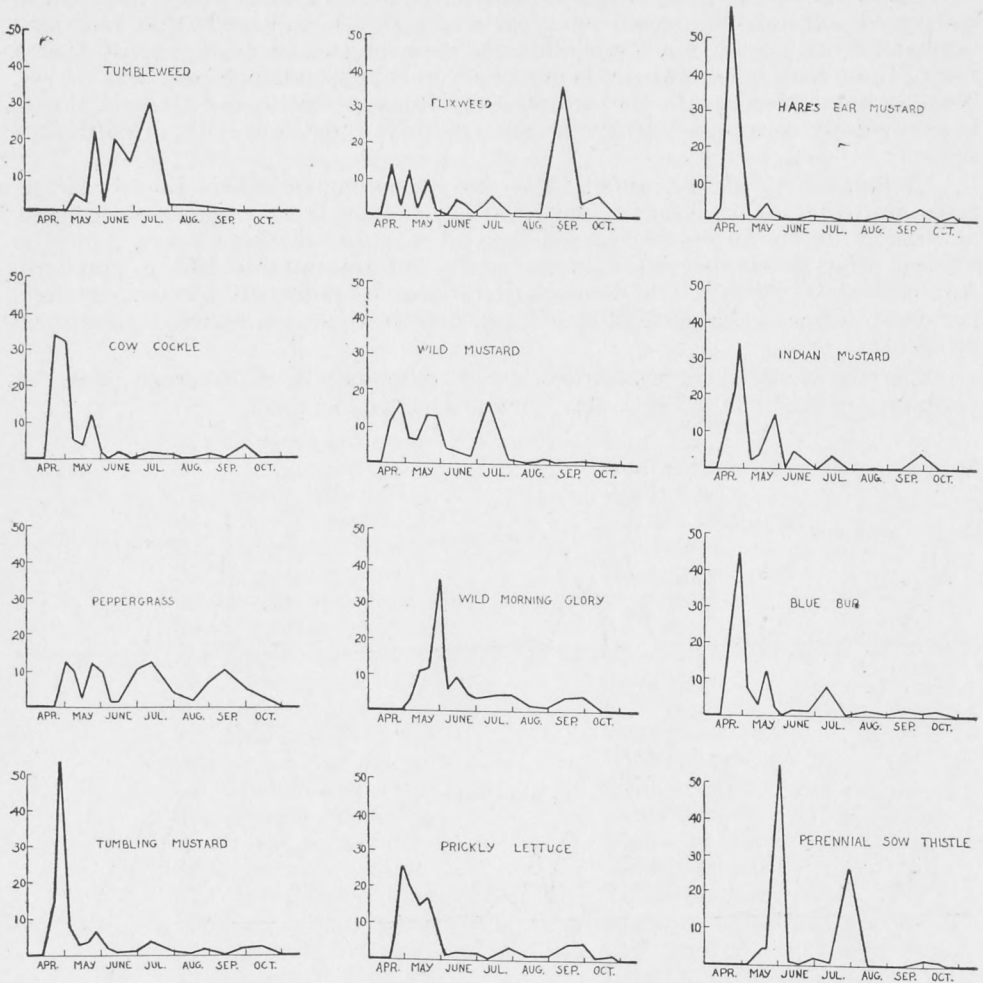 50
40
30
20
10
TUMBLEWEED
APR. MAY JUNE JUL. AUG. SEP. OCT.
50
40
30
20
10
FLIXWEED
APR. MAY JUNE JUL. AUG. SEP. OCT.
50
40
30
20
10
HARE'S EAR MUSTARD
APR. MAY JUNE JUL. AUG. SEP. OCT.
50
40
30
20
10
COW COCKLE
APR. MAY JUNE JUL. AUG. SEP. OCT.
50
40
30
20
10
WILD MUSTARD
APR. MAY JUNE JUL. AUG. SEP. OCT.
50
40
30
20
10
INDIAN MUSTARD
APR. MAY JUNE JUL. AUG. SEP. OCT.
50
40
30
20
10
PEPPERGRASS
APR. MAY JUNE JUL. AUG. SEP. OCT.
50
40
30
20
10
WILD MORNING GLORY
APR. MAY JUNE JUL. AUG. SEP. OCT.
50
40
30
20
10
BLUE BUR
APR. MAY JUNE JUL. AUG. SEP. OCT.
50
40
30
20
10
TUMBLING MUSTARD
APR. MAY JUNE JUL. AUG. SEP. OCT.
50
40
30
20
10
PRICKLY LETTUCE
APR. MAY JUNE JUL. AUG. SEP. OCT.
50
40
30
20
10
PERENNIAL SOW THISTLE
APR. MAY JUNE JUL. AUG. SEP. OCT.